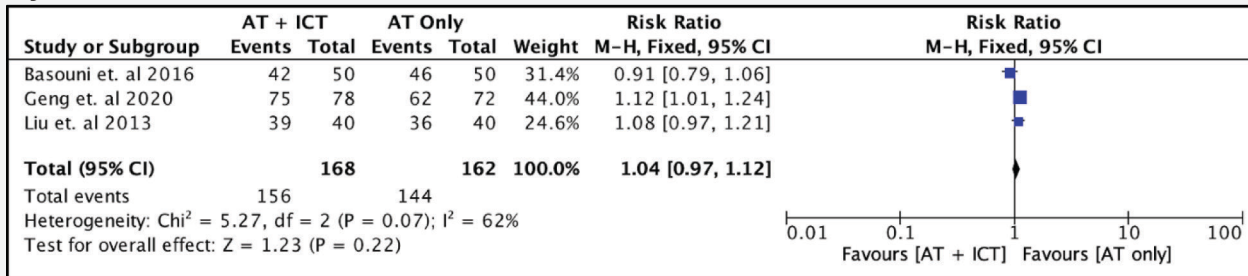 AT + ICT AT Only Risk Ratio Risk Ratio
Study or Subgroup Events Total Events Total Weight M-H, Fixed, 95% CI M-H, Fixed, 95% CI
Basouni et. al 2016 42 50 46 50 31.4% 0.91 [0.79, 1.06]
Geng et. al 2020 75 78 62 72 44.0% 1.12 [1.01, 1.24]
Liu et. al 2013 39 40 36 40 24.6% 1.08 [0.97, 1.21]
Total (95% CI) 168 162 100.0% 1.04 [0.97, 1.12]
Total events 156 144
Heterogeneity: Chi² = 5.27, df = 2 (P = 0.07); I² = 62%
Test for overall effect: Z = 1.23 (P = 0.22)
0.01 0.1 1 10 100
Favours [AT + ICT] Favours [AT only]